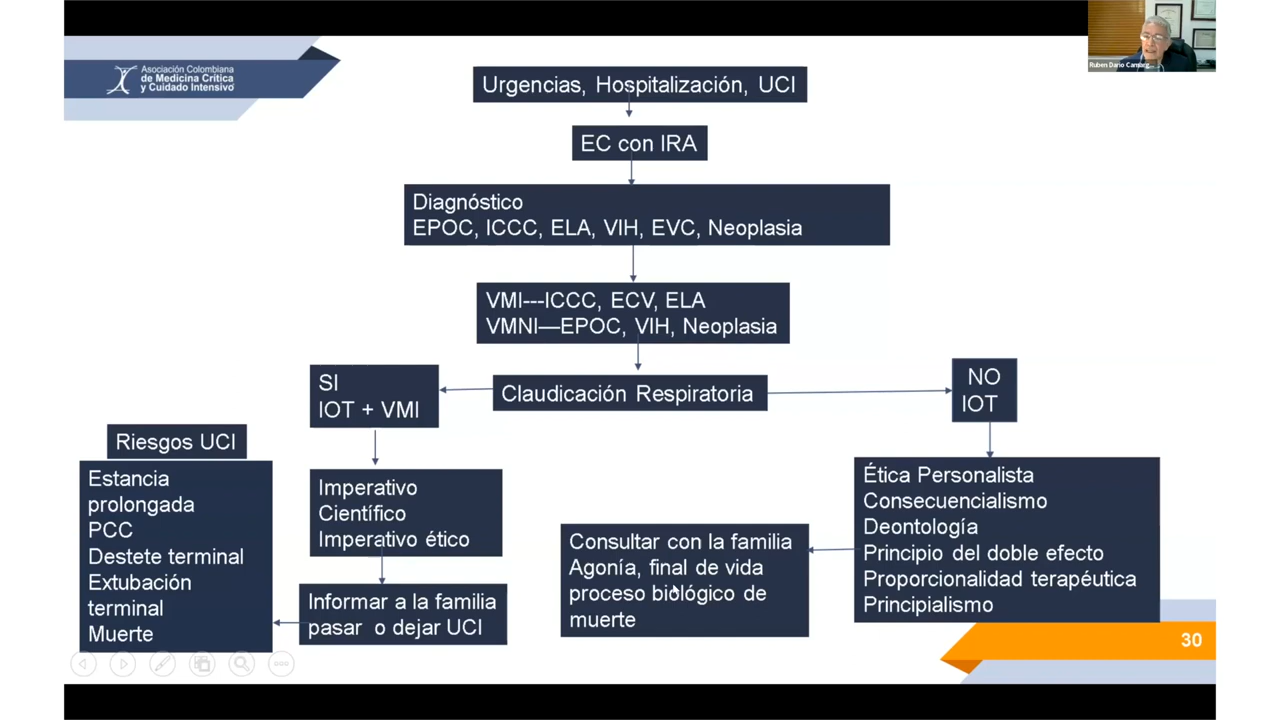 Asociación Colombiana
de Medicina Crítica
y Cuidado Intensivo
Ruben Dario Camarg
Urgencias, Hospitalización, UCI
EC con IRA
Diagnóstico
EPOC, ICCC, ELA, VIH, EVC, Neoplasia
VMI---ICCC, ECV, ELA
VMNI—EPOC, VIH, Neoplasia
Claudicación Respiratoria
SI
IOT + VMI
NO
IOT
Imperativo
Científico
Imperativo ético
Informar a la familia
pasar o dejar UCI
Riesgos UCI
Estancia
prolongada
PCC
Destete terminal
Extubación
terminal
Muerte
Ética Personalista
Consecuencialismo
Deontología
Principio del doble efecto
Proporcionalidad terapéutica
Principialismo
Consultar con la familia
Agonía, final de vida
proceso biológico de
muerte
30